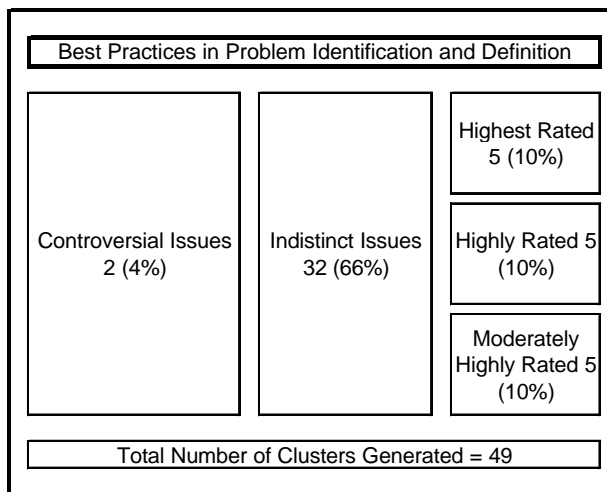 Best Practices in Problem Identification and Definition
Controversial Issues
2 (4%)
Indistinct Issues
32 (66%)
Highest Rated
5 (10%)
Highly Rated 5
(10%)
Moderately
Highly Rated 5
(10%)
Total Number of Clusters Generated = 49